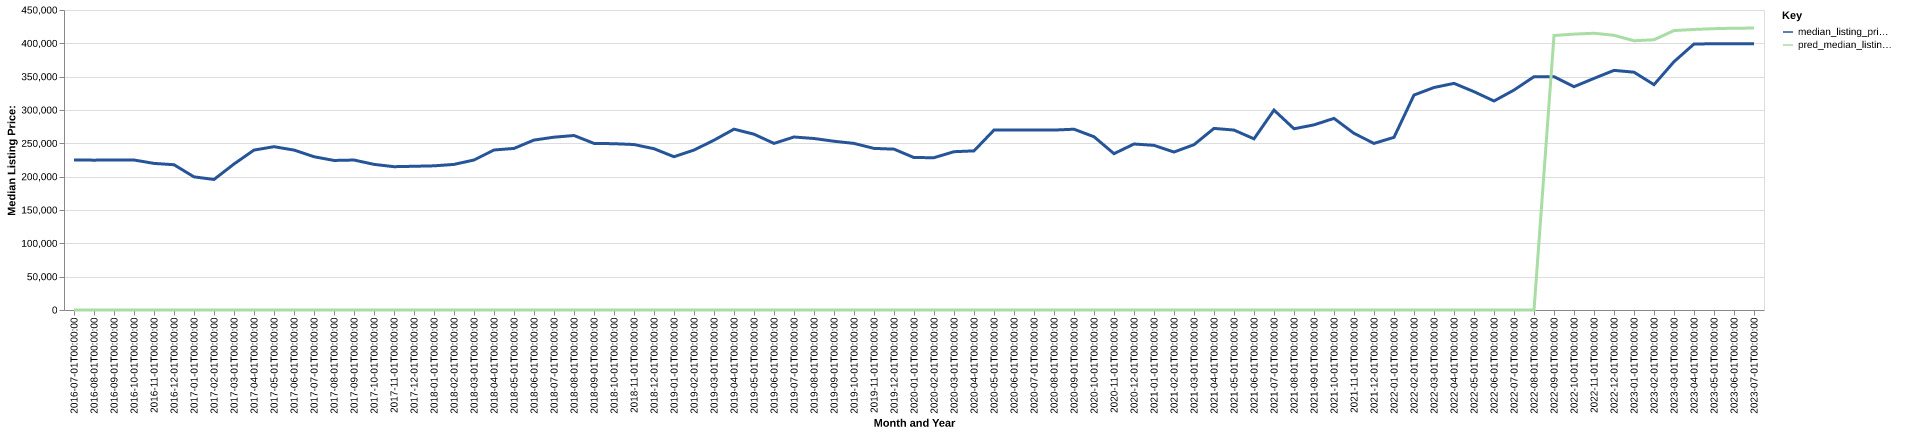 450,000
400,000
350,000
300,000
250,000
200,000
150,000
100,000
50,000
0
Median Listing Price:
2016-07-01T00:00:00
2016-08-01T00:00:00
2016-09-01T00:00:00
2016-10-01T00:00:00
2016-11-01T00:00:00
2016-12-01T00:00:00
2017-01-01T00:00:00
2017-02-01T00:00:00
2017-03-01T00:00:00
2017-04-01T00:00:00
2017-05-01T00:00:00
2017-06-01T00:00:00
2017-07-01T00:00:00
2017-08-01T00:00:00
2017-09-01T00:00:00
2017-10-01T00:00:00
2017-11-01T00:00:00
2017-12-01T00:00:00
2018-01-01T00:00:00
2018-02-01T00:00:00
2018-03-01T00:00:00
2018-04-01T00:00:00
2018-05-01T00:00:00
2018-06-01T00:00:00
2018-07-01T00:00:00
2018-08-01T00:00:00
2018-09-01T00:00:00
2018-10-01T00:00:00
2018-11-01T00:00:00
2018-12-01T00:00:00
2019-01-01T00:00:00
2019-02-01T00:00:00
2019-03-01T00:00:00
2019-04-01T00:00:00
2019-05-01T00:00:00
2019-06-01T00:00:00
2019-07-01T00:00:00
2019-08-01T00:00:00
2019-09-01T00:00:00
2019-10-01T00:00:00
2019-11-01T00:00:00
2019-12-01T00:00:00
2020-01-01T00:00:00
2020-02-01T00:00:00
2020-03-01T00:00:00
2020-04-01T00:00:00
2020-05-01T00:00:00
2020-06-01T00:00:00
2020-07-01T00:00:00
2020-08-01T00:00:00
2020-09-01T00:00:00
2020-10-01T00:00:00
2020-11-01T00:00:00
2020-12-01T00:00:00
2021-01-01T00:00:00
2021-02-01T00:00:00
2021-03-01T00:00:00
2021-04-01T00:00:00
2021-05-01T00:00:00
2021-06-01T00:00:00
2021-07-01T00:00:00
2021-08-01T00:00:00
2021-09-01T00:00:00
2021-10-01T00:00:00
2021-11-01T00:00:00
2021-12-01T00:00:00
2022-01-01T00:00:00
2022-02-01T00:00:00
2022-03-01T00:00:00
2022-04-01T00:00:00
2022-05-01T00:00:00
2022-06-01T00:00:00
2022-07-01T00:00:00
2022-08-01T00:00:00
2022-09-01T00:00:00
2022-10-01T00:00:00
2022-11-01T00:00:00
2022-12-01T00:00:00
2023-01-01T00:00:00
2023-02-01T00:00:00
2023-03-01T00:00:00
2023-04-01T00:00:00
2023-05-01T00:00:00
2023-06-01T00:00:00
2023-07-01T00:00:00
Month and Year
Key
median_listing_pri…
pred_median_listin…